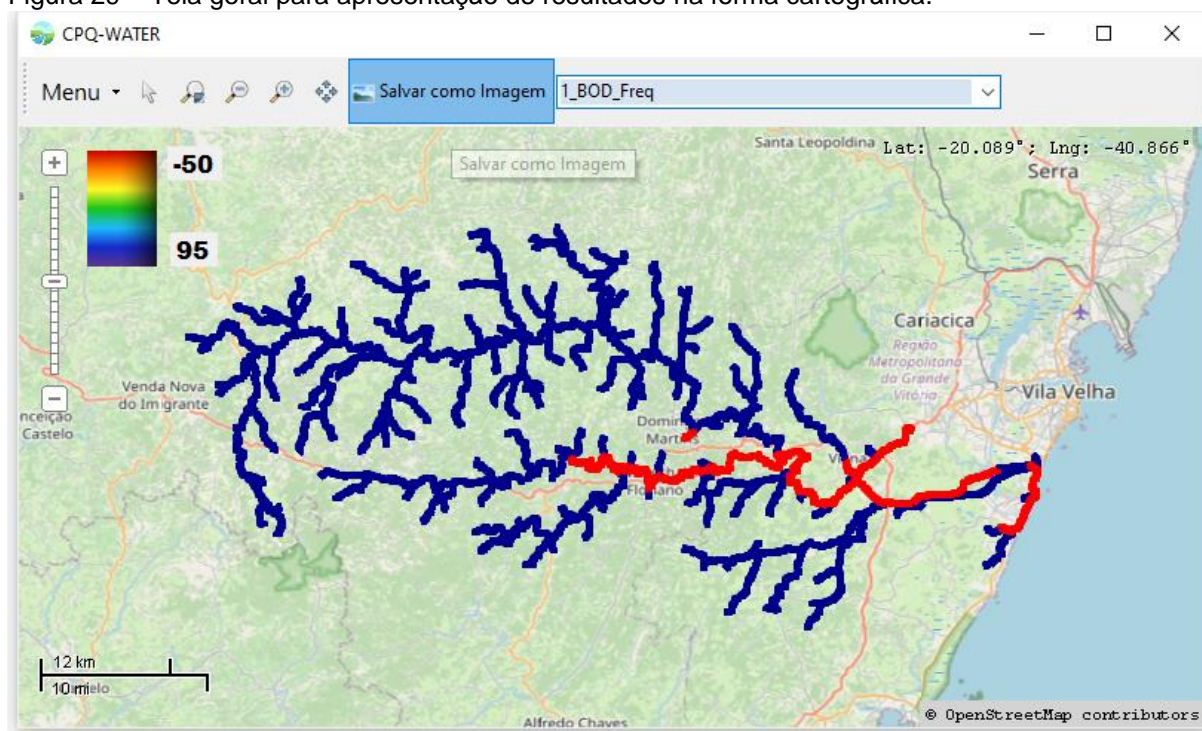 Figura 29 – Tela geral para apresentação de resultados na forma cartográfica.
CPQ-WATER
Menu
Salvar como Imagem
1_BOD_Freq
Santa Leopoldina
Lat: -20.089°; Lng: -40.866°
Serra
-50
Salvar como Imagem
95
Cariacica
Região
Metropolitana
da Grande
Vitória
Vila Velha
Venda Nova
do Imigrante
Castelo
12 km
10 mi
Alfredo Chaves
© OpenStreetMap contributors